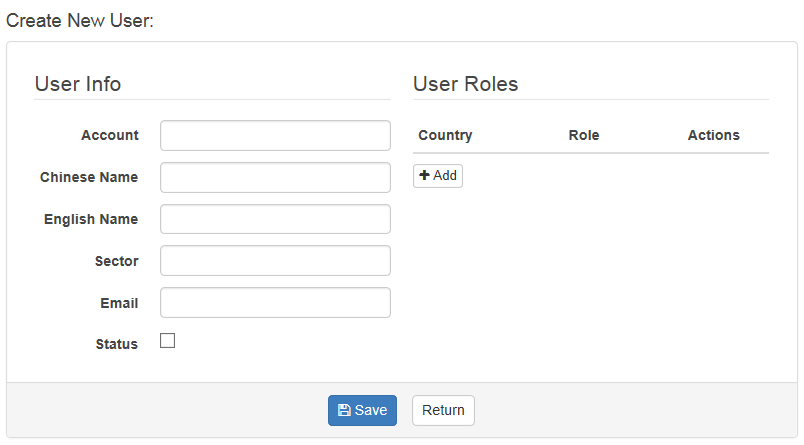 Create New User:
User Info
Account
Chinese Name
English Name
Sector
Email
Status
User Roles
Country Role Actions
Add
Save Return